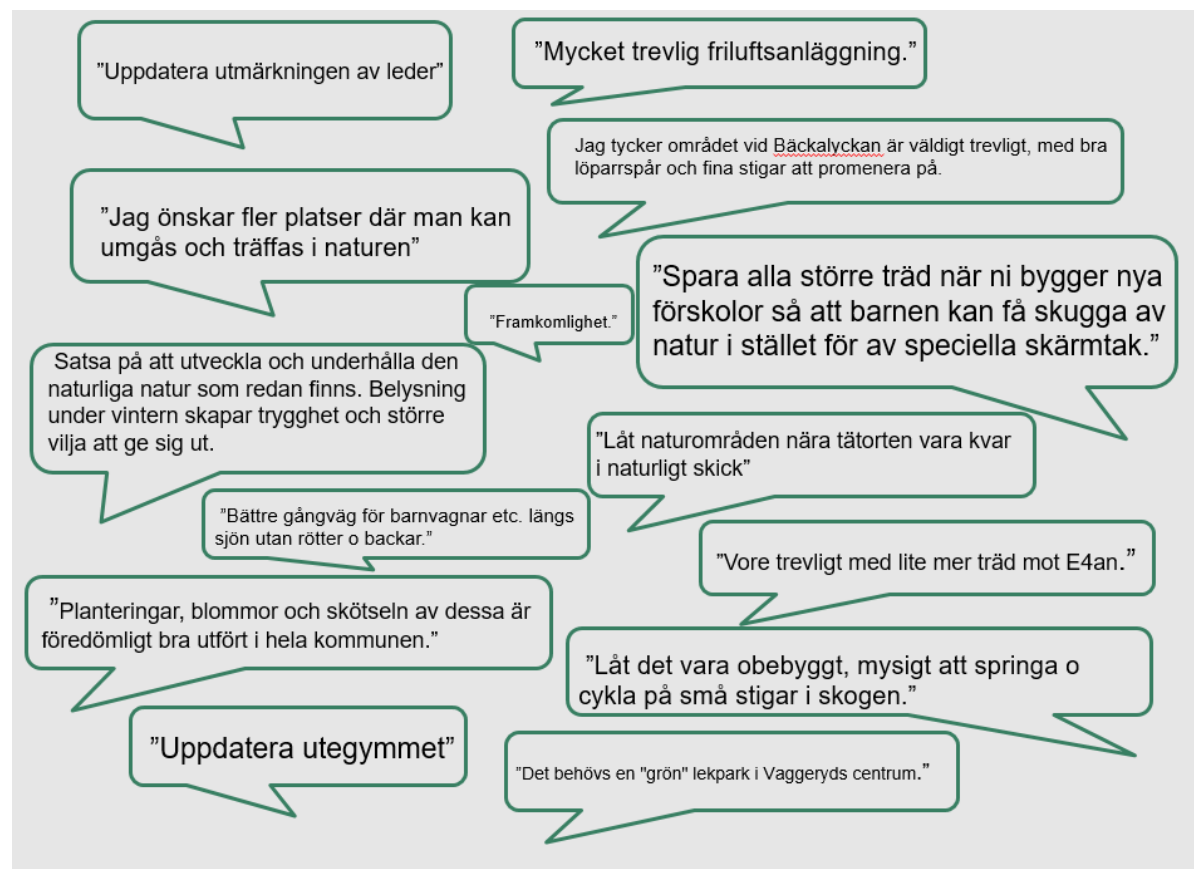 ”Uppdatera utmärkningen av leder”
”Mycket trevlig friluftsanläggning.”
Jag tycker området vid Bäckalyckan är väldigt trevligt, med bra
löparrspår och fina stigar att promenera på.
”Jag önskar fler platser där man kan
umgås och träffas i naturen”
”Spara alla större träd när ni bygger nya
förskolor så att barnen kan få skugga av
natur i stället för av speciella skärmtak.”
”Framkomlighet.”
Satsa på att utveckla och underhålla den
naturliga natur som redan finns. Belysning
under vintern skapar trygghet och större
vilja att ge sig ut.
”Låt naturområden nära tätorten vara kvar
i naturligt skick”
”Bättre gångväg för barnvagnar etc. längs
sjön utan rötter o backar.”
”Vore trevligt med lite mer träd mot E4an.”
”Planteringar, blommor och skötseln av dessa är
föredömligt bra utfört i hela kommunen.”
”Låt det vara obebyggt, mysigt att springa o
cykla på små stigar i skogen.”
”Uppdatera utegymmet”
”Det behövs en "grön" lekpark i Vaggeryds centrum.”